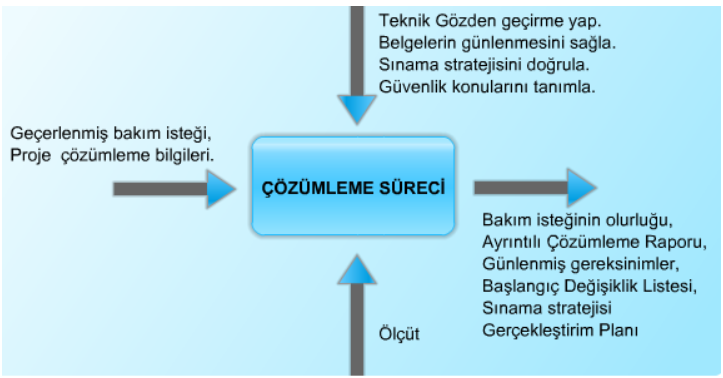 Teknik Gözden geçirme yap.
Belgelerin günlenmesini sağla.
Sınama stratejisini doğrula.
Güvenlik konularını tanımla.
Geçerlenmiş bakım isteği,
Proje çözümleme bilgileri.
ÇÖZÜMLEME SÜRECİ
Bakım isteğinin olurluğu,
Ayrıntılı Çözümleme Raporu,
Günlenmiş gereksinimler,
Başlangıç Değişiklik Listesi,
Sınama stratejisi
Gerçekleştirim Planı
Ölçüt